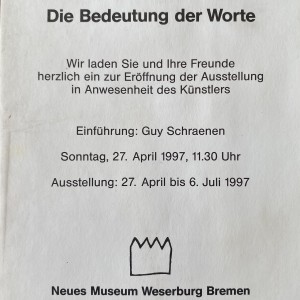 Die Bedeutung der Worte
Wir laden Sie und Ihre Freunde
herzlich ein zur Eröffnung der Ausstellung
in Anwesenheit des Künstlers
Einführung: Guy Schraenen
Sonntag, 27. April 1997, 11.30 Uhr
Ausstellung: 27. April bis 6. Juli 1997
Neues Museum Weserburg Bremen